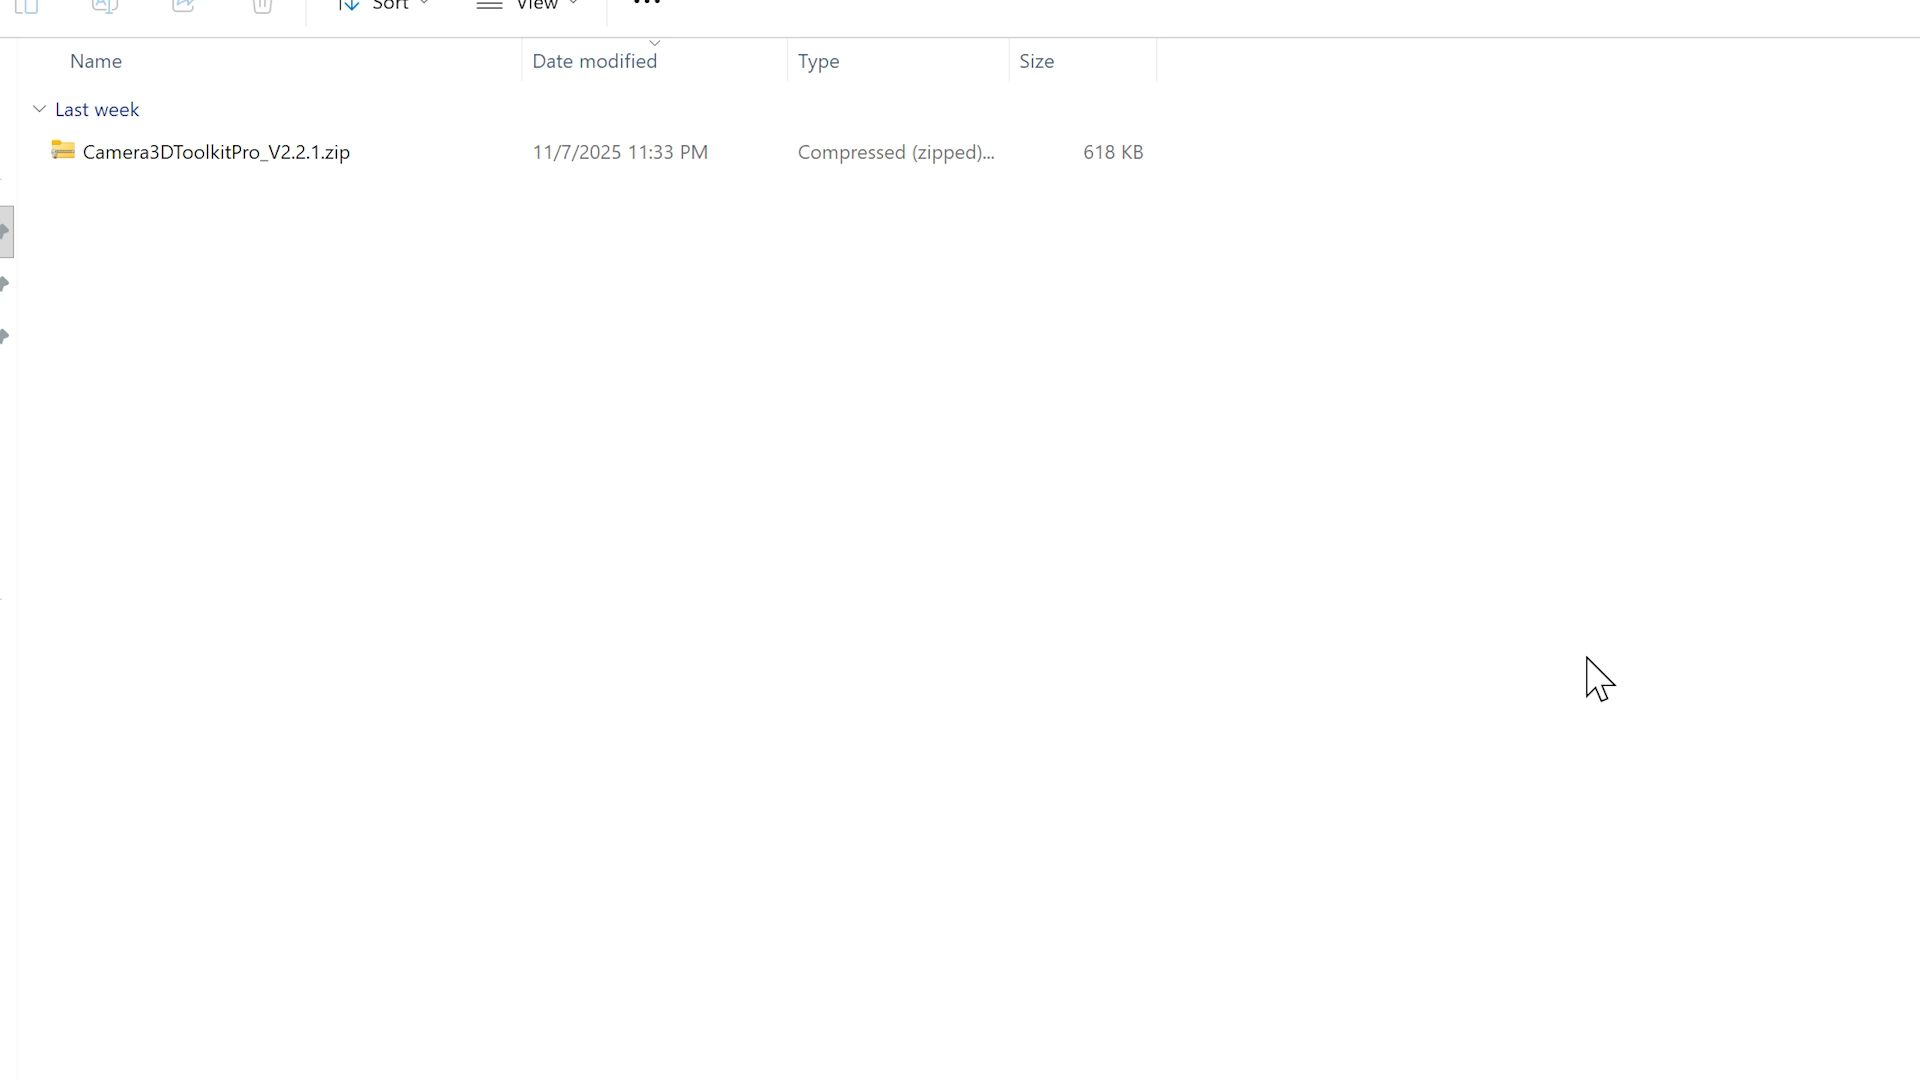 Sort
View
Name
Date modified
Type
Size
Last week
Camera3DToolkitPro_V2.2.1.zip
11/7/2025 11:33 PM
Compressed (zipped)...
618 KB